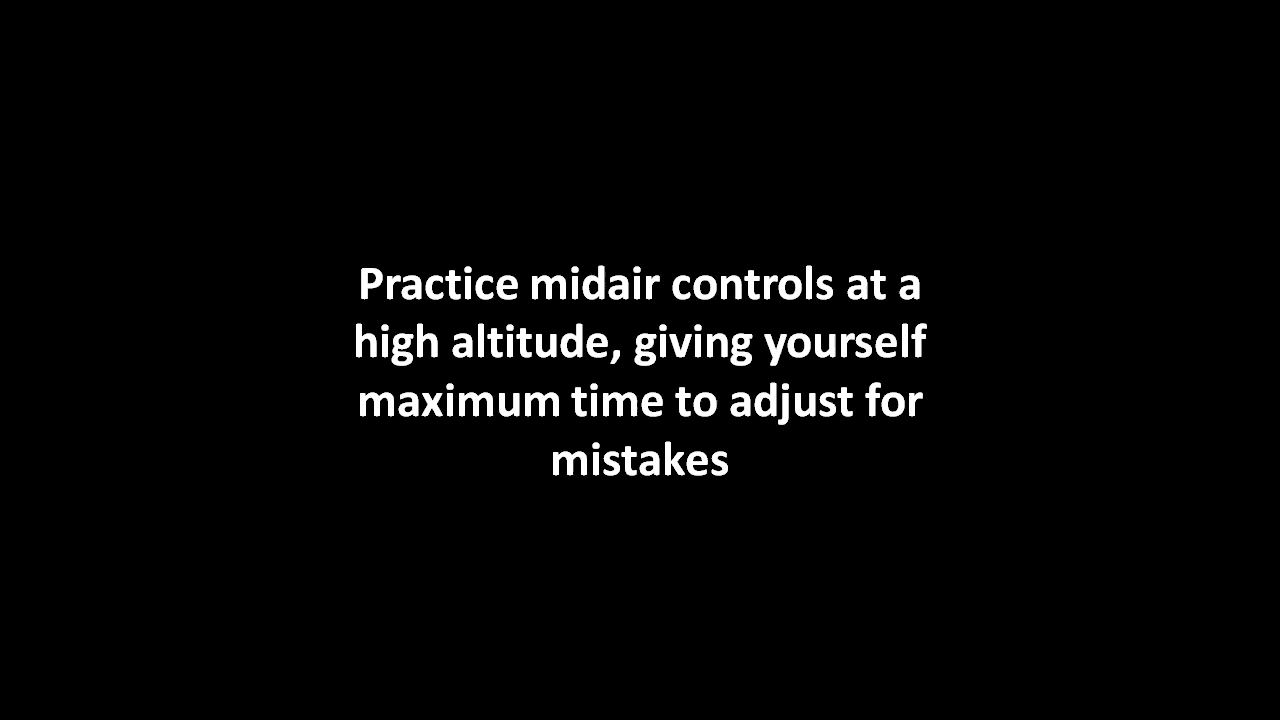 Practice midair controls at a
high altitude, giving yourself
maximum time to adjust for
mistakes